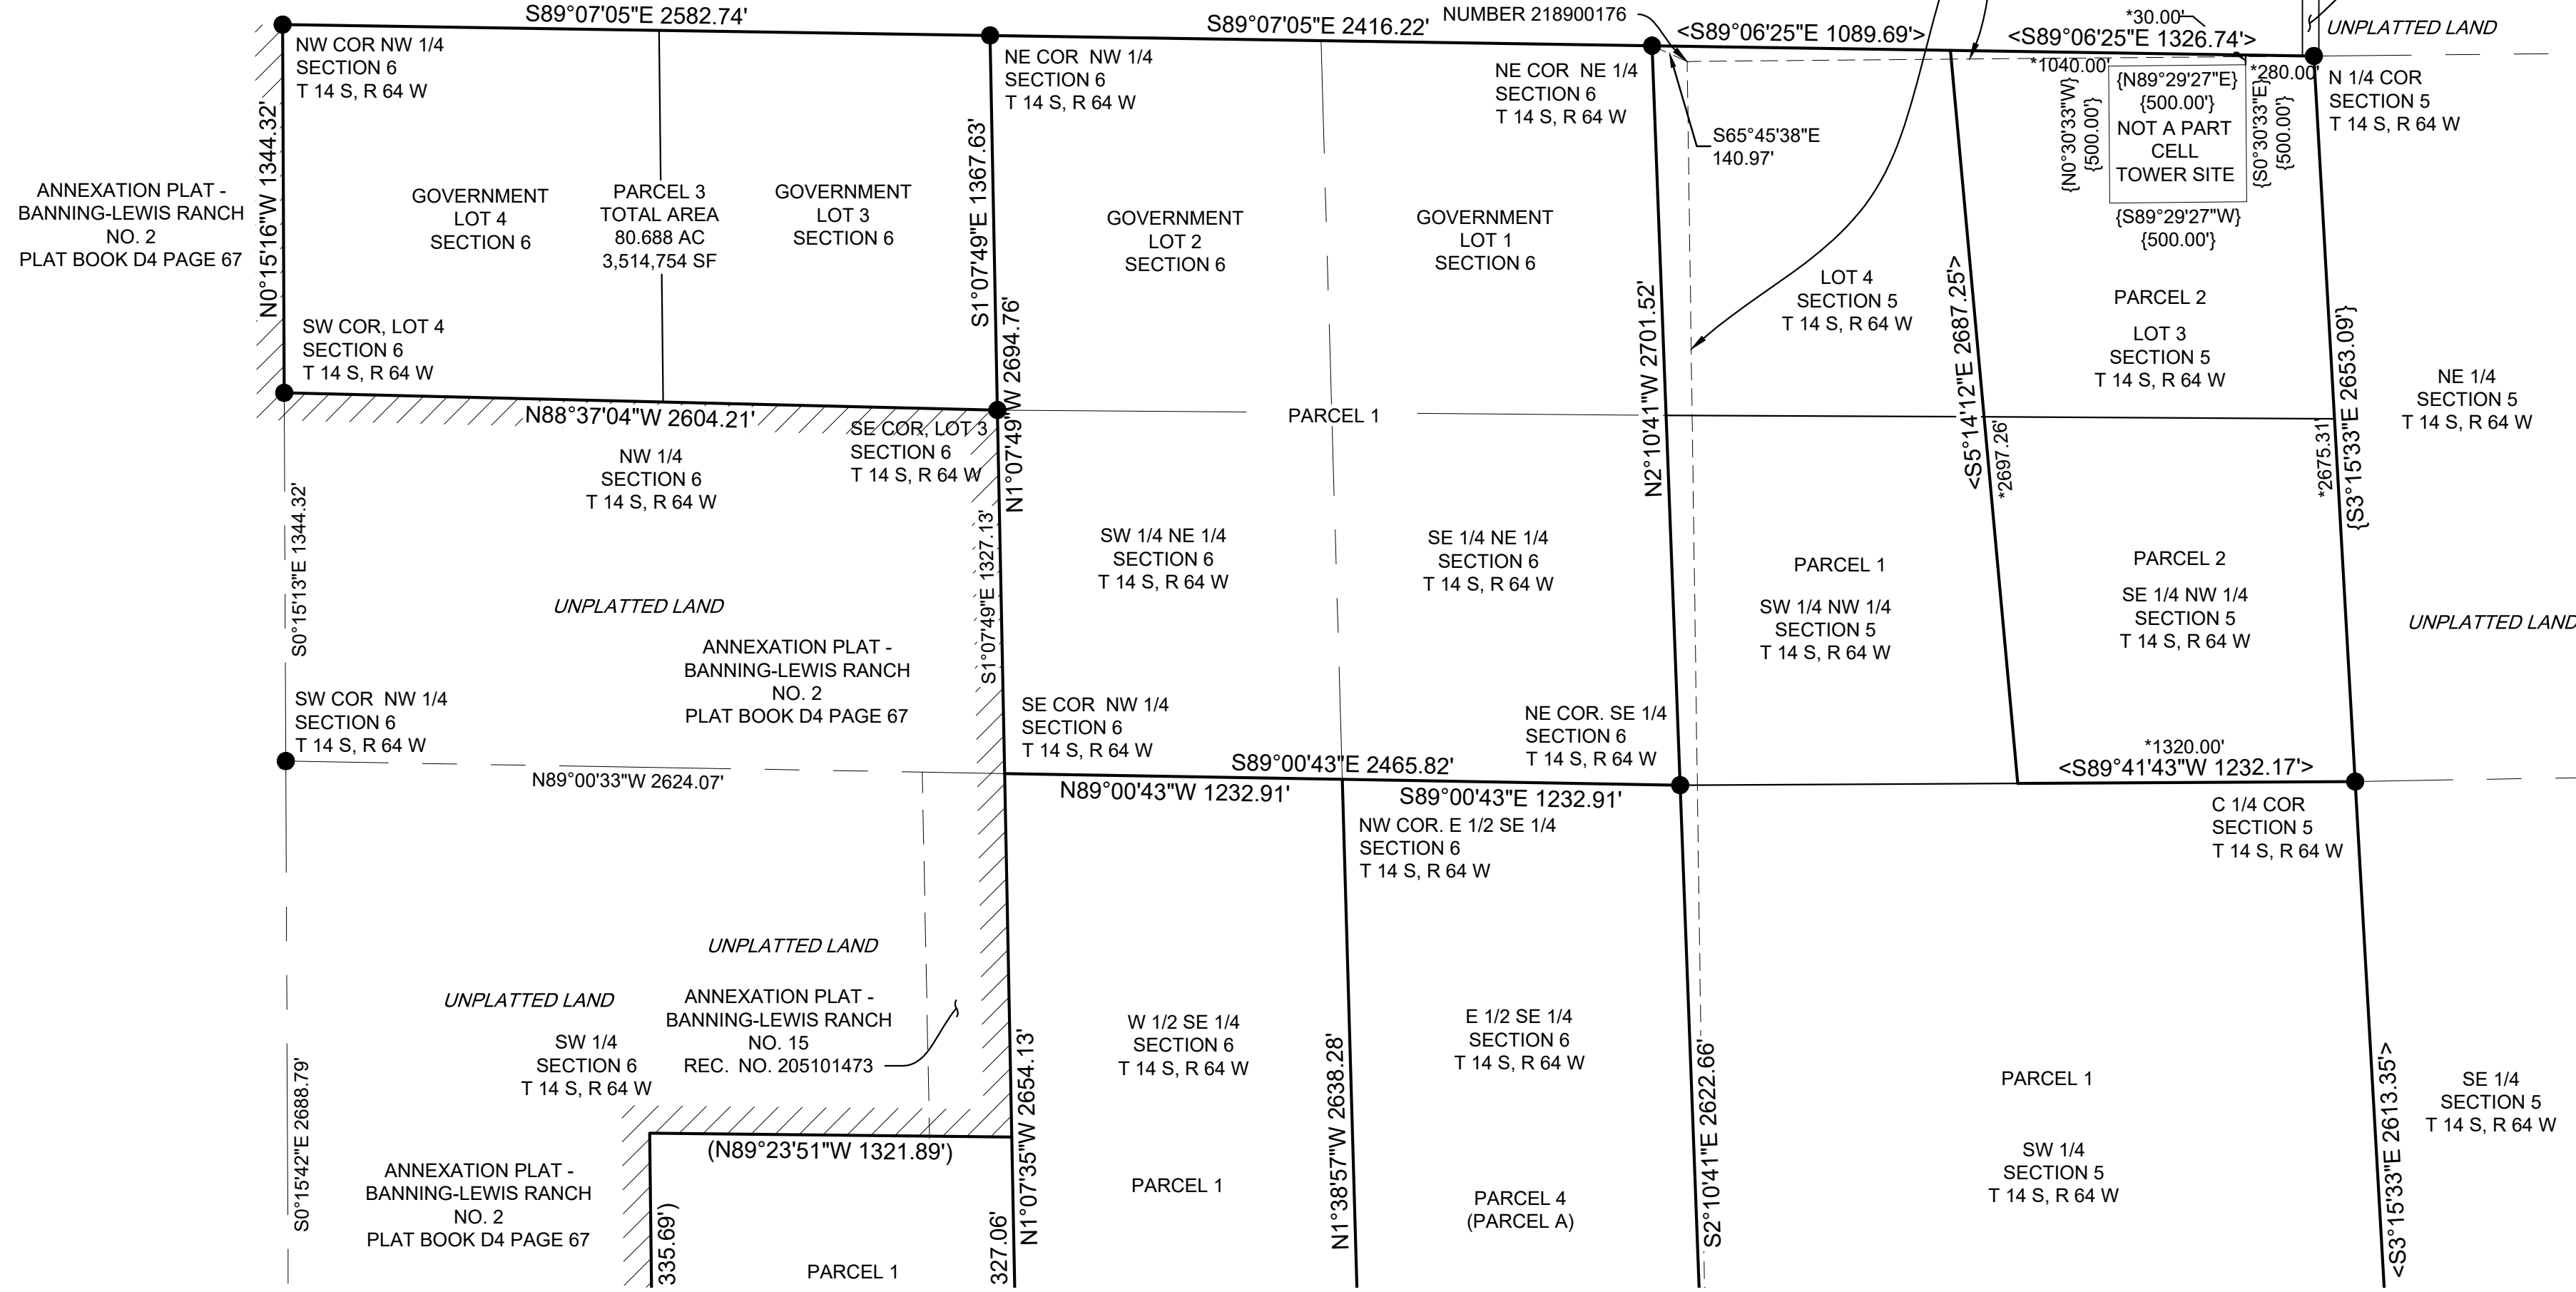 S89°07'05"E 2582.74'
S89°07'05"E 2416.22'
NUMBER 218900176
<S89°06'25"E 1089.69'>
*30.00'
<S89°06'25"E 1326.74'>
UNPLATTED LAND
NW COR NW 1/4
SECTION 6
T 14 S, R 64 W
NE COR NW 1/4
SECTION 6
T 14 S, R 64 W
NE COR NE 1/4
SECTION 6
T 14 S, R 64 W
S65°45'38"E
140.97'
*1040.00'
*280.00'
{N89°29'27"E}
{500.00'}
NOT A PART
CELL
TOWER SITE
{N0°30'33"W}
{500.00'}
{S0°30'33"E}
{500.00'}
{S89°29'27"W}
{500.00'}
N 1/4 COR
SECTION 5
T 14 S, R 64 W
ANNEXATION PLAT -
BANNING-LEWIS RANCH
NO. 2
PLAT BOOK D4 PAGE 67
N0°15'16"W 1344.32'
GOVERNMENT
LOT 4
SECTION 6
PARCEL 3
TOTAL AREA
80.688 AC
3,514,754 SF
GOVERNMENT
LOT 3
SECTION 6
S1°07'49"E 1367.63'
GOVERNMENT
LOT 2
SECTION 6
GOVERNMENT
LOT 1
SECTION 6
N2°10'41"W 2701.52'
LOT 4
SECTION 5
T 14 S, R 64 W
<S5°14'12"E 2687.25'>
*2697.26'
PARCEL 2
LOT 3
SECTION 5
T 14 S, R 64 W
*2675.31'
{S3°15'33"E 2653.09'}
NE 1/4
SECTION 5
T 14 S, R 64 W
SW COR, LOT 4
SECTION 6
T 14 S, R 64 W
N88°37'04"W 2604.21'
SE COR, LOT 3
SECTION 6
T 14 S, R 64 W
N1°07'49"W 2694.76'
PARCEL 1
NW 1/4
SECTION 6
T 14 S, R 64 W
S0°15'13"E 1344.32'
UNPLATTED LAND
S1°07'49"E 1327.13'
SW 1/4 NE 1/4
SECTION 6
T 14 S, R 64 W
SE 1/4 NE 1/4
SECTION 6
T 14 S, R 64 W
PARCEL 1
SW 1/4 NW 1/4
SECTION 5
T 14 S, R 64 W
PARCEL 2
SE 1/4 NW 1/4
SECTION 5
T 14 S, R 64 W
UNPLATTED LAND
ANNEXATION PLAT -
BANNING-LEWIS RANCH
NO. 2
PLAT BOOK D4 PAGE 67
SW COR NW 1/4
SECTION 6
T 14 S, R 64 W
SE COR NW 1/4
SECTION 6
T 14 S, R 64 W
NE COR. SE 1/4
SECTION 6
T 14 S, R 64 W
N89°00'33"W 2624.07'
S89°00'43"E 2465.82'
N89°00'43"W 1232.91'
S89°00'43"E 1232.91'
*1320.00'
<S89°41'43"W 1232.17'>
NW COR. E 1/2 SE 1/4
SECTION 6
T 14 S, R 64 W
C 1/4 COR
SECTION 5
T 14 S, R 64 W
UNPLATTED LAND
UNPLATTED LAND
ANNEXATION PLAT -
BANNING-LEWIS RANCH
NO. 15
REC. NO. 205101473
SW 1/4
SECTION 6
T 14 S, R 64 W
S0°15'42"E 2688.79'
W 1/2 SE 1/4
SECTION 6
T 14 S, R 64 W
E 1/2 SE 1/4
SECTION 6
T 14 S, R 64 W
N1°07'35"W 2654.13'
N1°38'57"W 2638.28'
S2°10'41"E 2622.66'
PARCEL 1
SW 1/4
SECTION 5
T 14 S, R 64 W
<S3°15'33"E 2613.35'>
SE 1/4
SECTION 5
T 14 S, R 64 W
(N89°23'51"W 1321.89')
ANNEXATION PLAT -
BANNING-LEWIS RANCH
NO. 2
PLAT BOOK D4 PAGE 67
335.69')
327.06'
PARCEL 1
PARCEL 1
PARCEL 4
(PARCEL A)